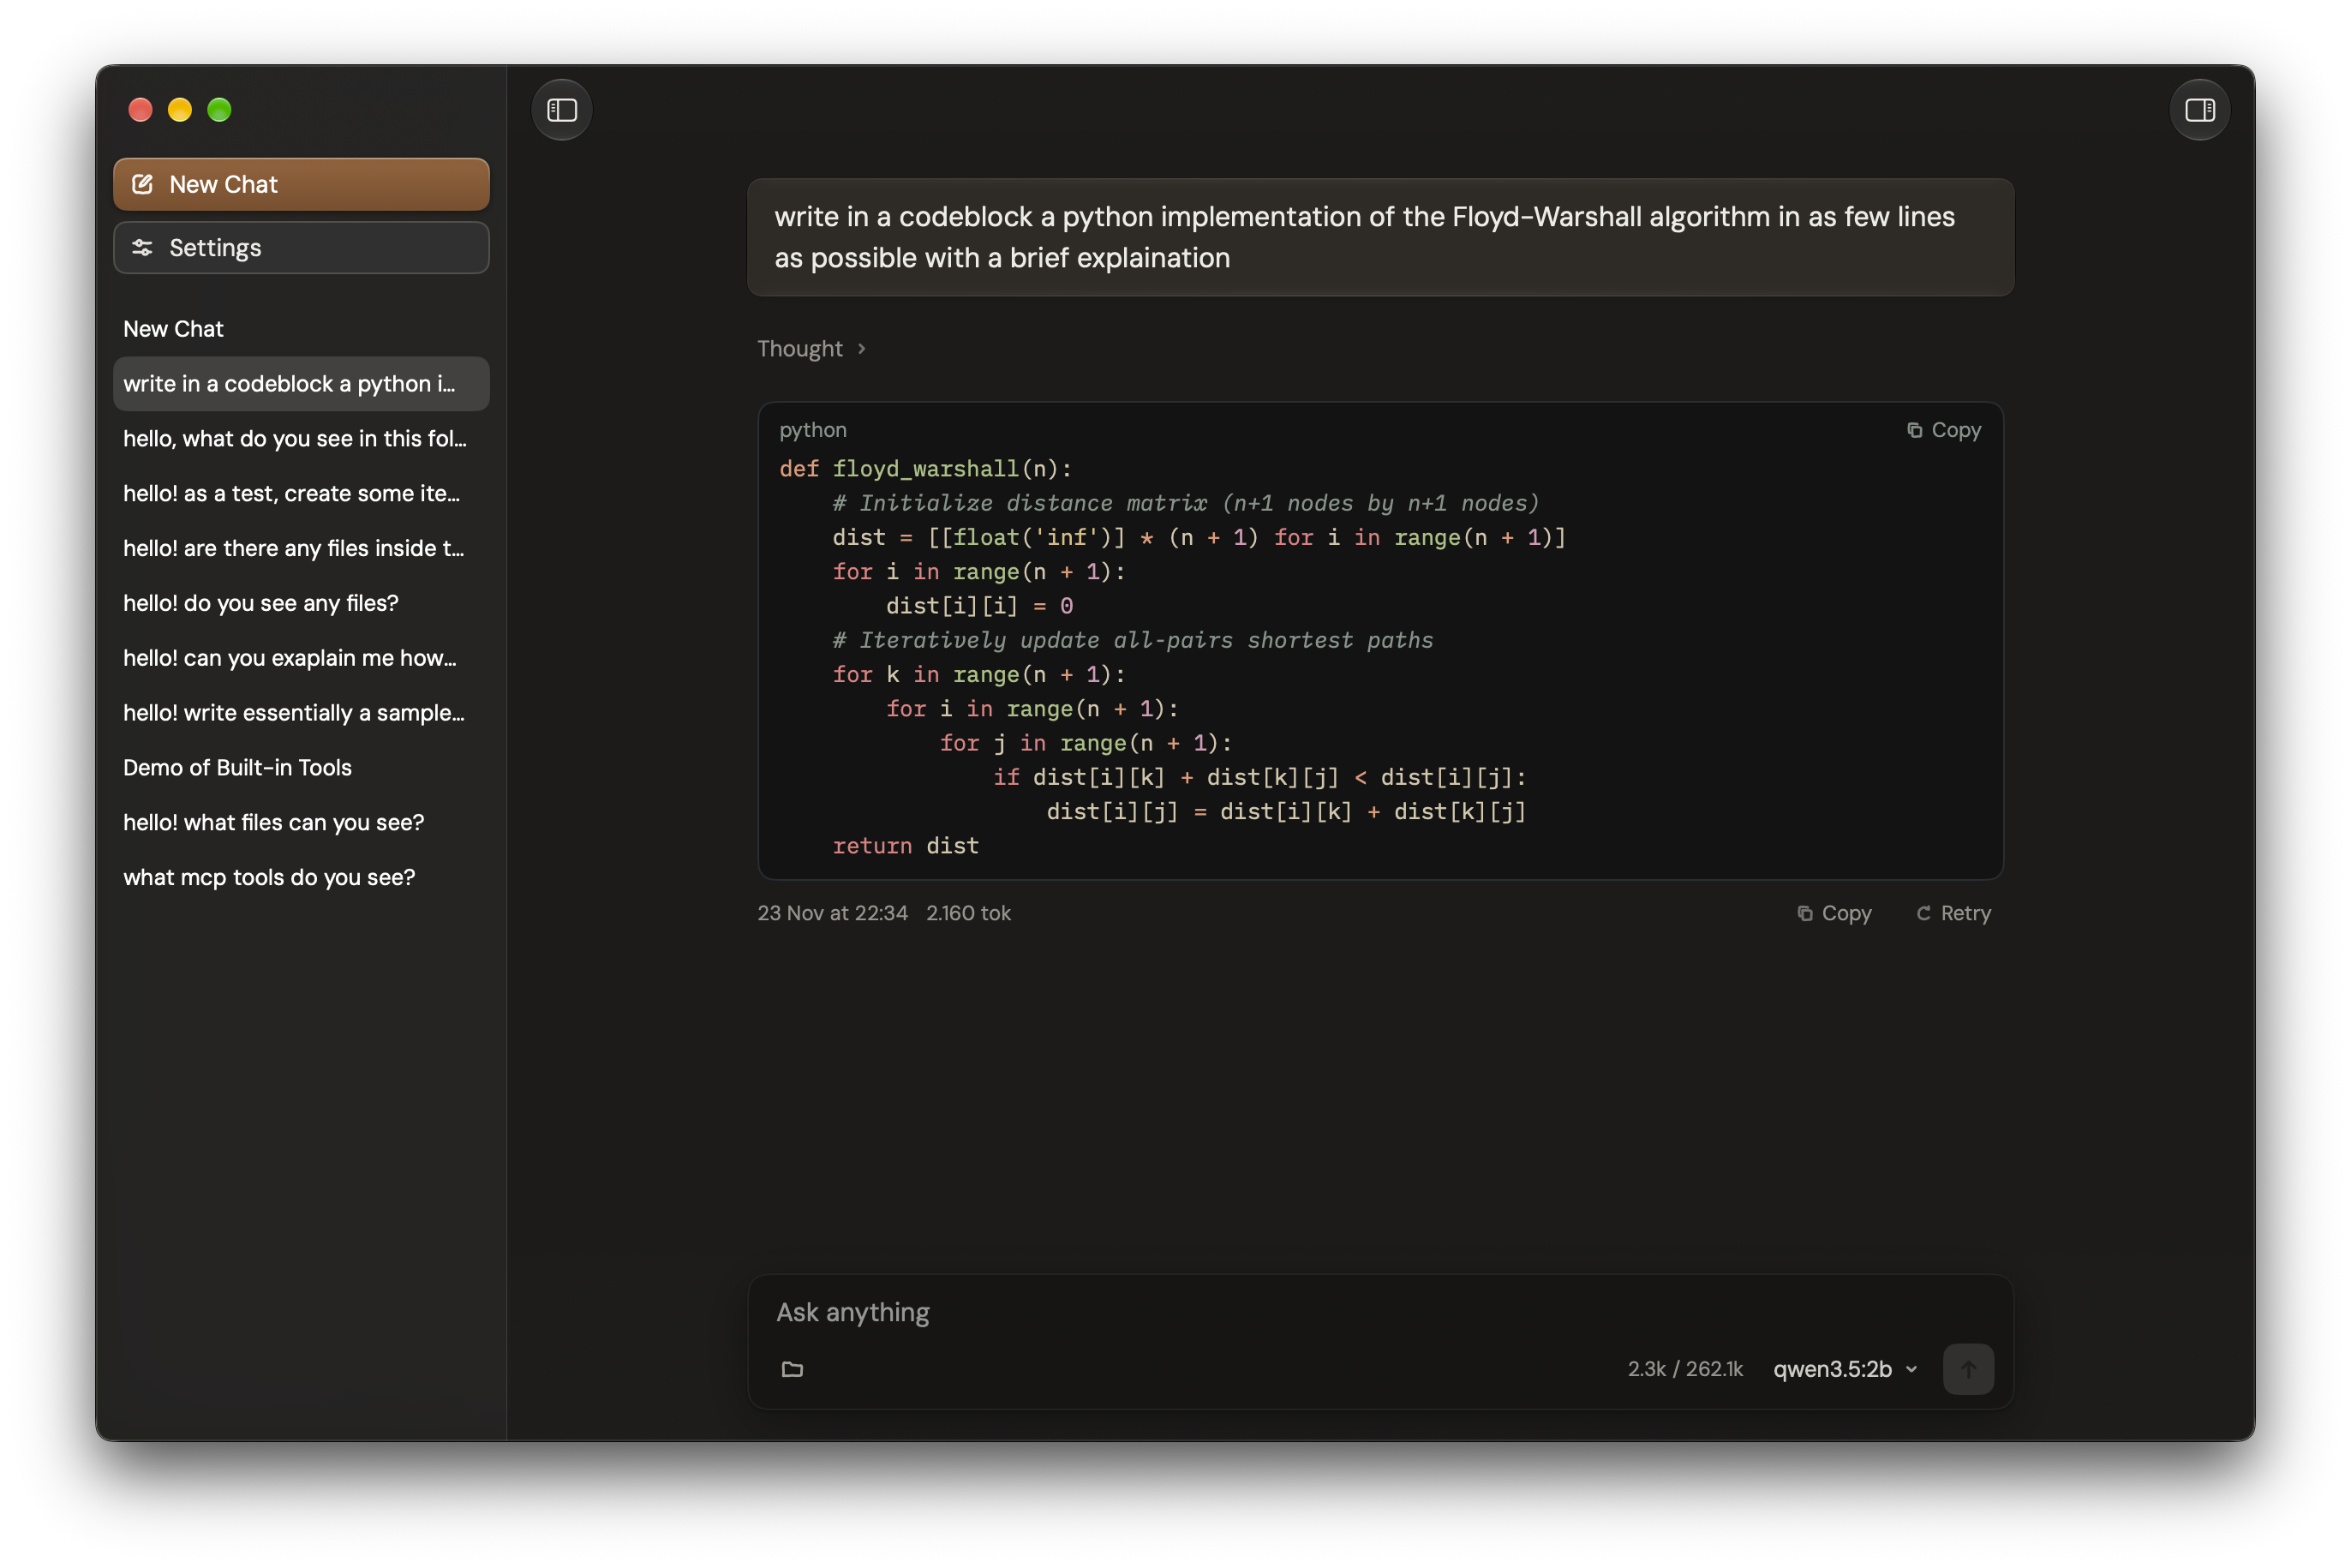 New Chat
Settings
New Chat
write in a codeblock a python i...
hello, what do you see in this fol...
hello! as a test, create some ite...
hello! are there any files inside t...
hello! do you see any files?
hello! can you exaplain me how...
hello! write essentially a sample...
Demo of Built-in Tools
hello! what files can you see?
what mcp tools do you see?
write in a codeblock a python implementation of the Floyd-Warshall algorithm in as few lines
as possible with a brief explaination
Thought
python Copy
def floyd_warshall(n):
    # Initialize distance matrix (n+1 nodes by n+1 nodes)
    dist = [[float('inf')] * (n + 1) for i in range(n + 1)]
    for i in range(n + 1):
        dist[i][i] = 0
    # Iteratively update all-pairs shortest paths
    for k in range(n + 1):
        for i in range(n + 1):
            for j in range(n + 1):
                if dist[i][k] + dist[k][j] < dist[i][j]:
                    dist[i][j] = dist[i][k] + dist[k][j]
    return dist
23 Nov at 22:34 2.160 tok Copy Retry
Ask anything
2.3k / 262.1k qwen3.5:2b